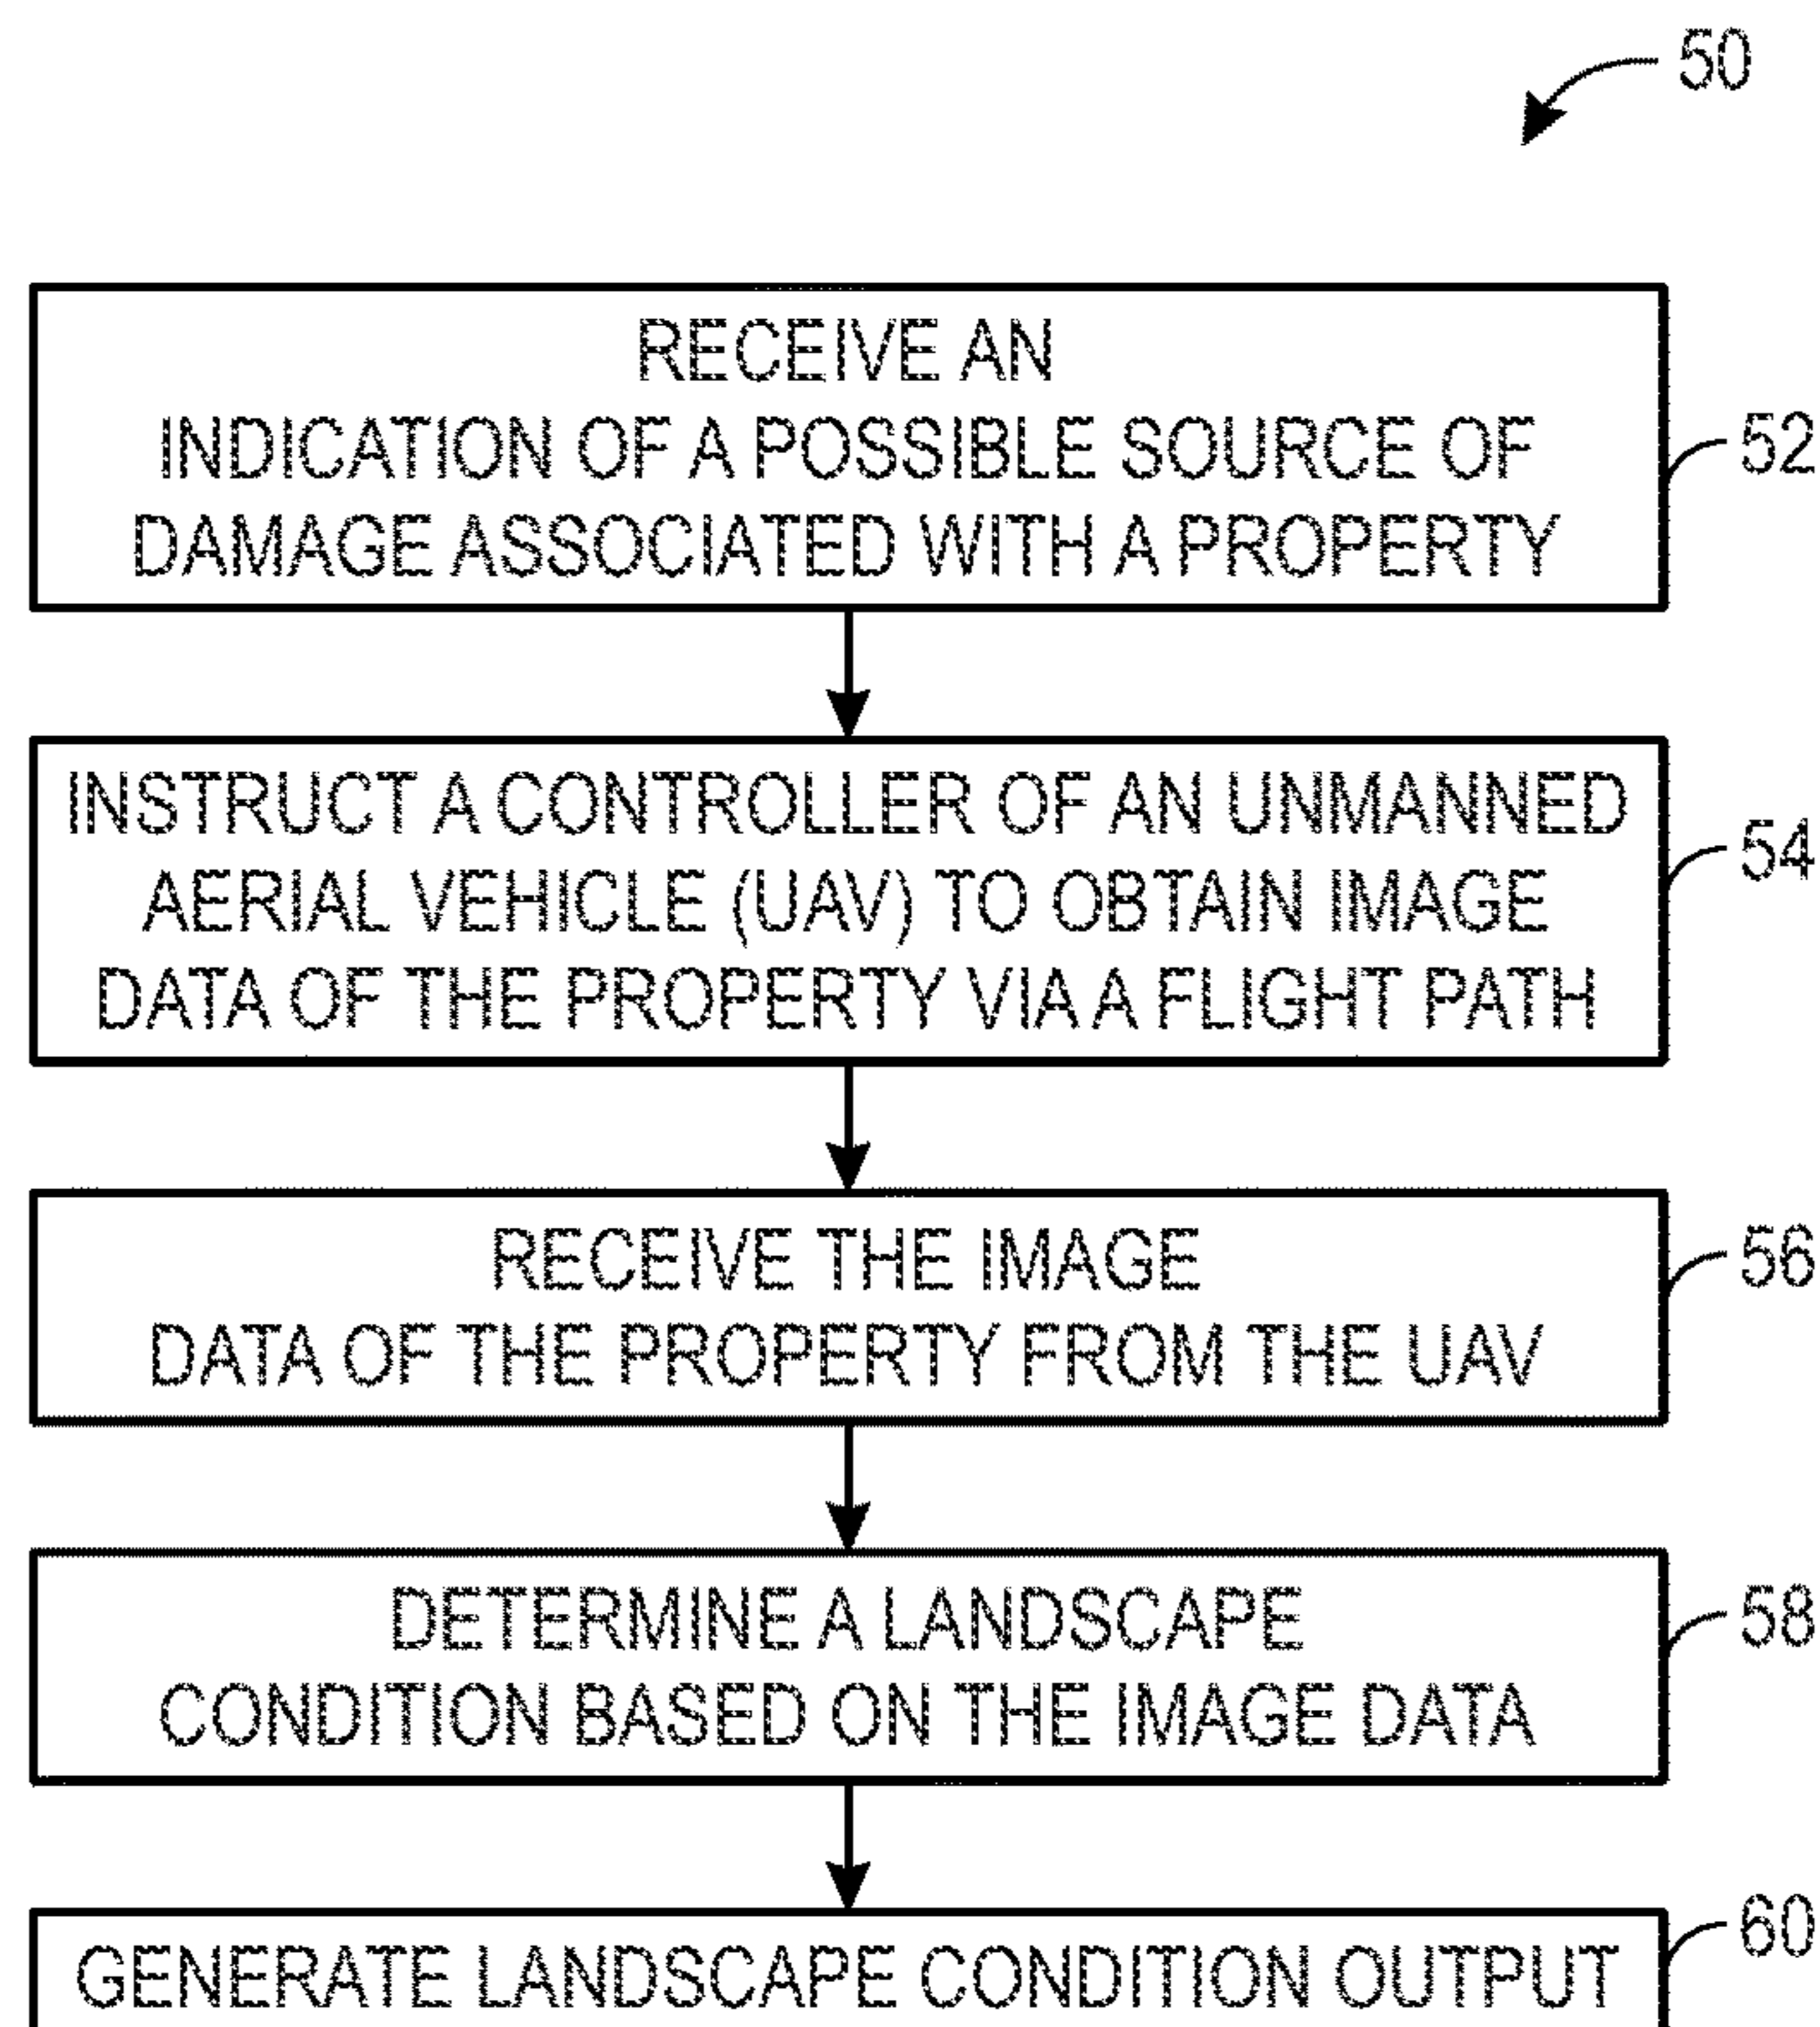 50
RECEIVE AN
INDICATION OF A POSSIBLE SOURCE OF
DAMAGE ASSOCIATED WITH A PROPERTY
52
INSTRUCT A CONTROLLER OF AN UNMANNED
AERIAL VEHICLE (UAV) TO OBTAIN IMAGE
DATA OF THE PROPERTY VIA A FLIGHT PATH
54
RECEIVE THE IMAGE
DATA OF THE PROPERTY FROM THE UAV
56
DETERMINE A LANDSCAPE
CONDITION BASED ON THE IMAGE DATA
58
GENERATE LANDSCAPE CONDITION OUTPUT
60